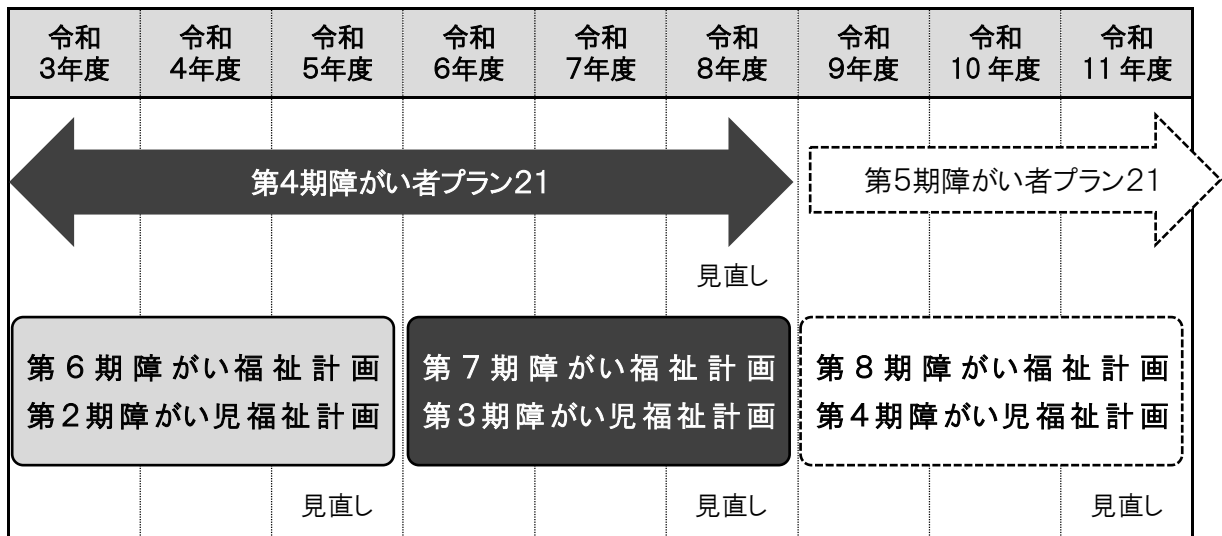 令和 令和 令和 令和 令和 令和 令和 令和 令和
3年度 4年度 5年度 6年度 7年度 8年度 9年度 10年度 11年度
第4期障がい者プラン21
第5期障がい者プラン21
見直し
第6期障がい福祉計画
第2期障がい児福祉計画
第7期障がい福祉計画
第3期障がい児福祉計画
第8期障がい福祉計画
第4期障がい児福祉計画
見直し 見直し 見直し